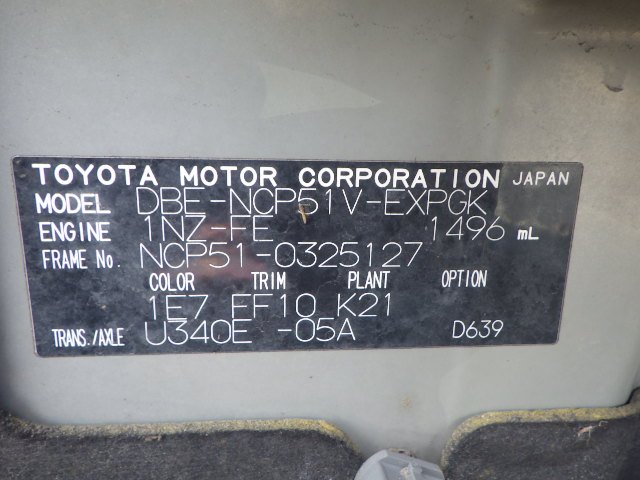 TOYOTA MOTOR CORPORATION JAPAN
MODEL DBE-NCP51V-EXPGK
ENGINE 1NZ-FE 1496 mL
FRAME No. NCP51-0325127
COLOR TRIM PLANT OPTION
1E7 FF10 K21
TRANS./AXLE U340E -05A D639